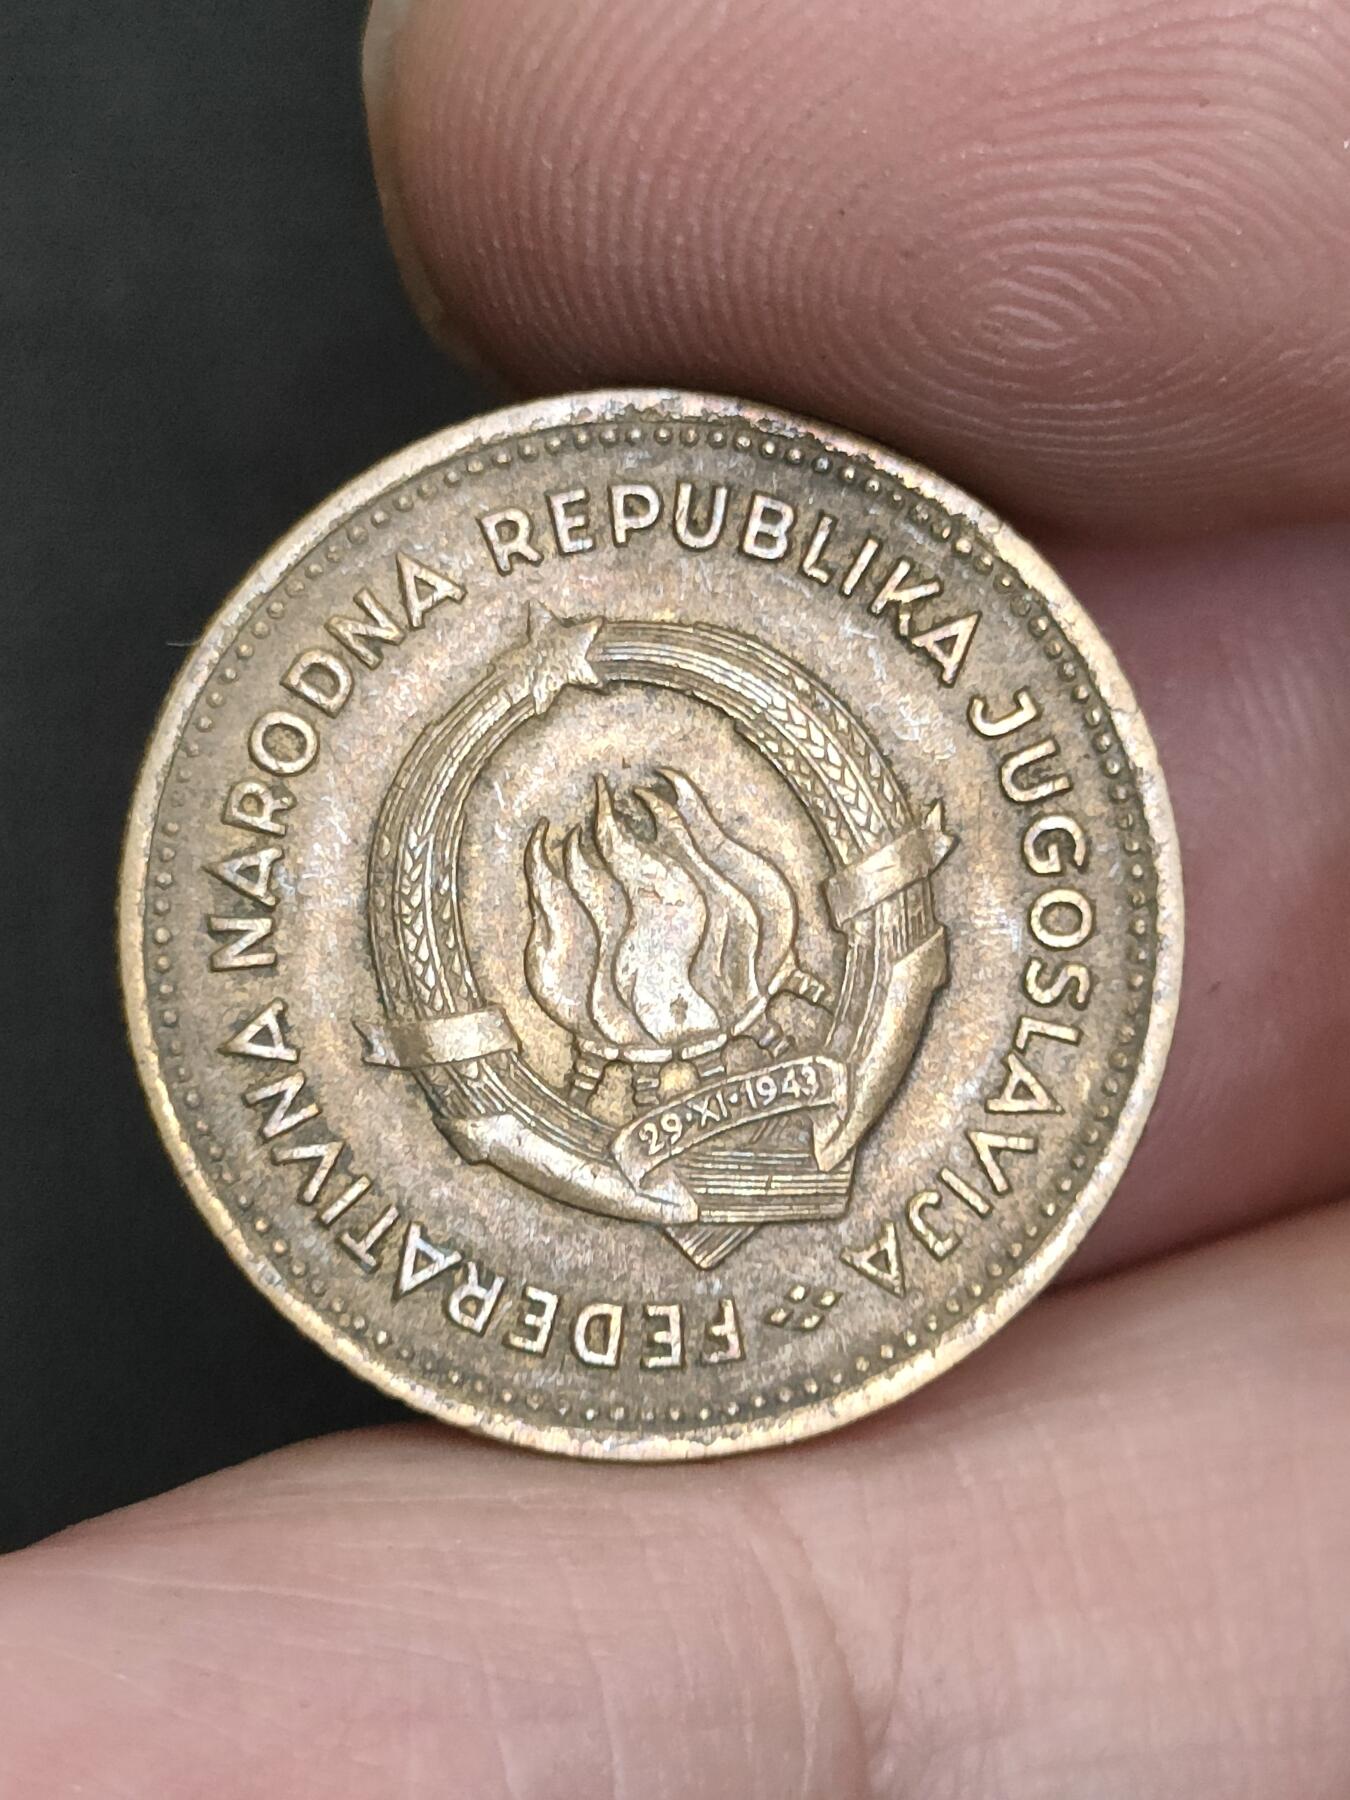 FEDERATIVNA NARODNA REPUBLIKA JUGOSLAVIJA
29·XI·1943